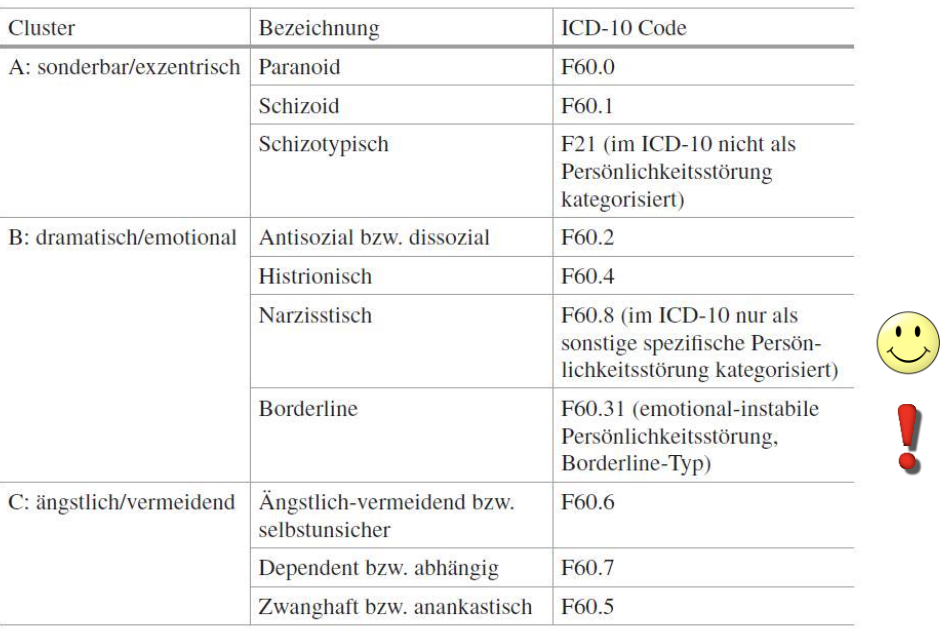 Cluster Bezeichnung ICD-10 Code
A: sonderbar/exzentrisch Paranoid F60.0
Schizoid F60.1
Schizotypisch F21 (im ICD-10 nicht als
Persönlichkeitsstörung
kategorisiert)
B: dramatisch/emotional Antisozial bzw. dissozial F60.2
Histrionisch F60.4
Narzisstisch F60.8 (im ICD-10 nur als
sonstige spezifische Persön-
lichkeitsstörung kategorisiert)
Borderline F60.31 (emotional-instabile
Persönlichkeitsstörung,
Borderline-Typ)
C: ängstlich/vermeidend Ängstlich-vermeidend bzw. F60.6
selbstunsicher
Dependent bzw. abhängig F60.7
Zwanghaft bzw. anankastisch F60.5